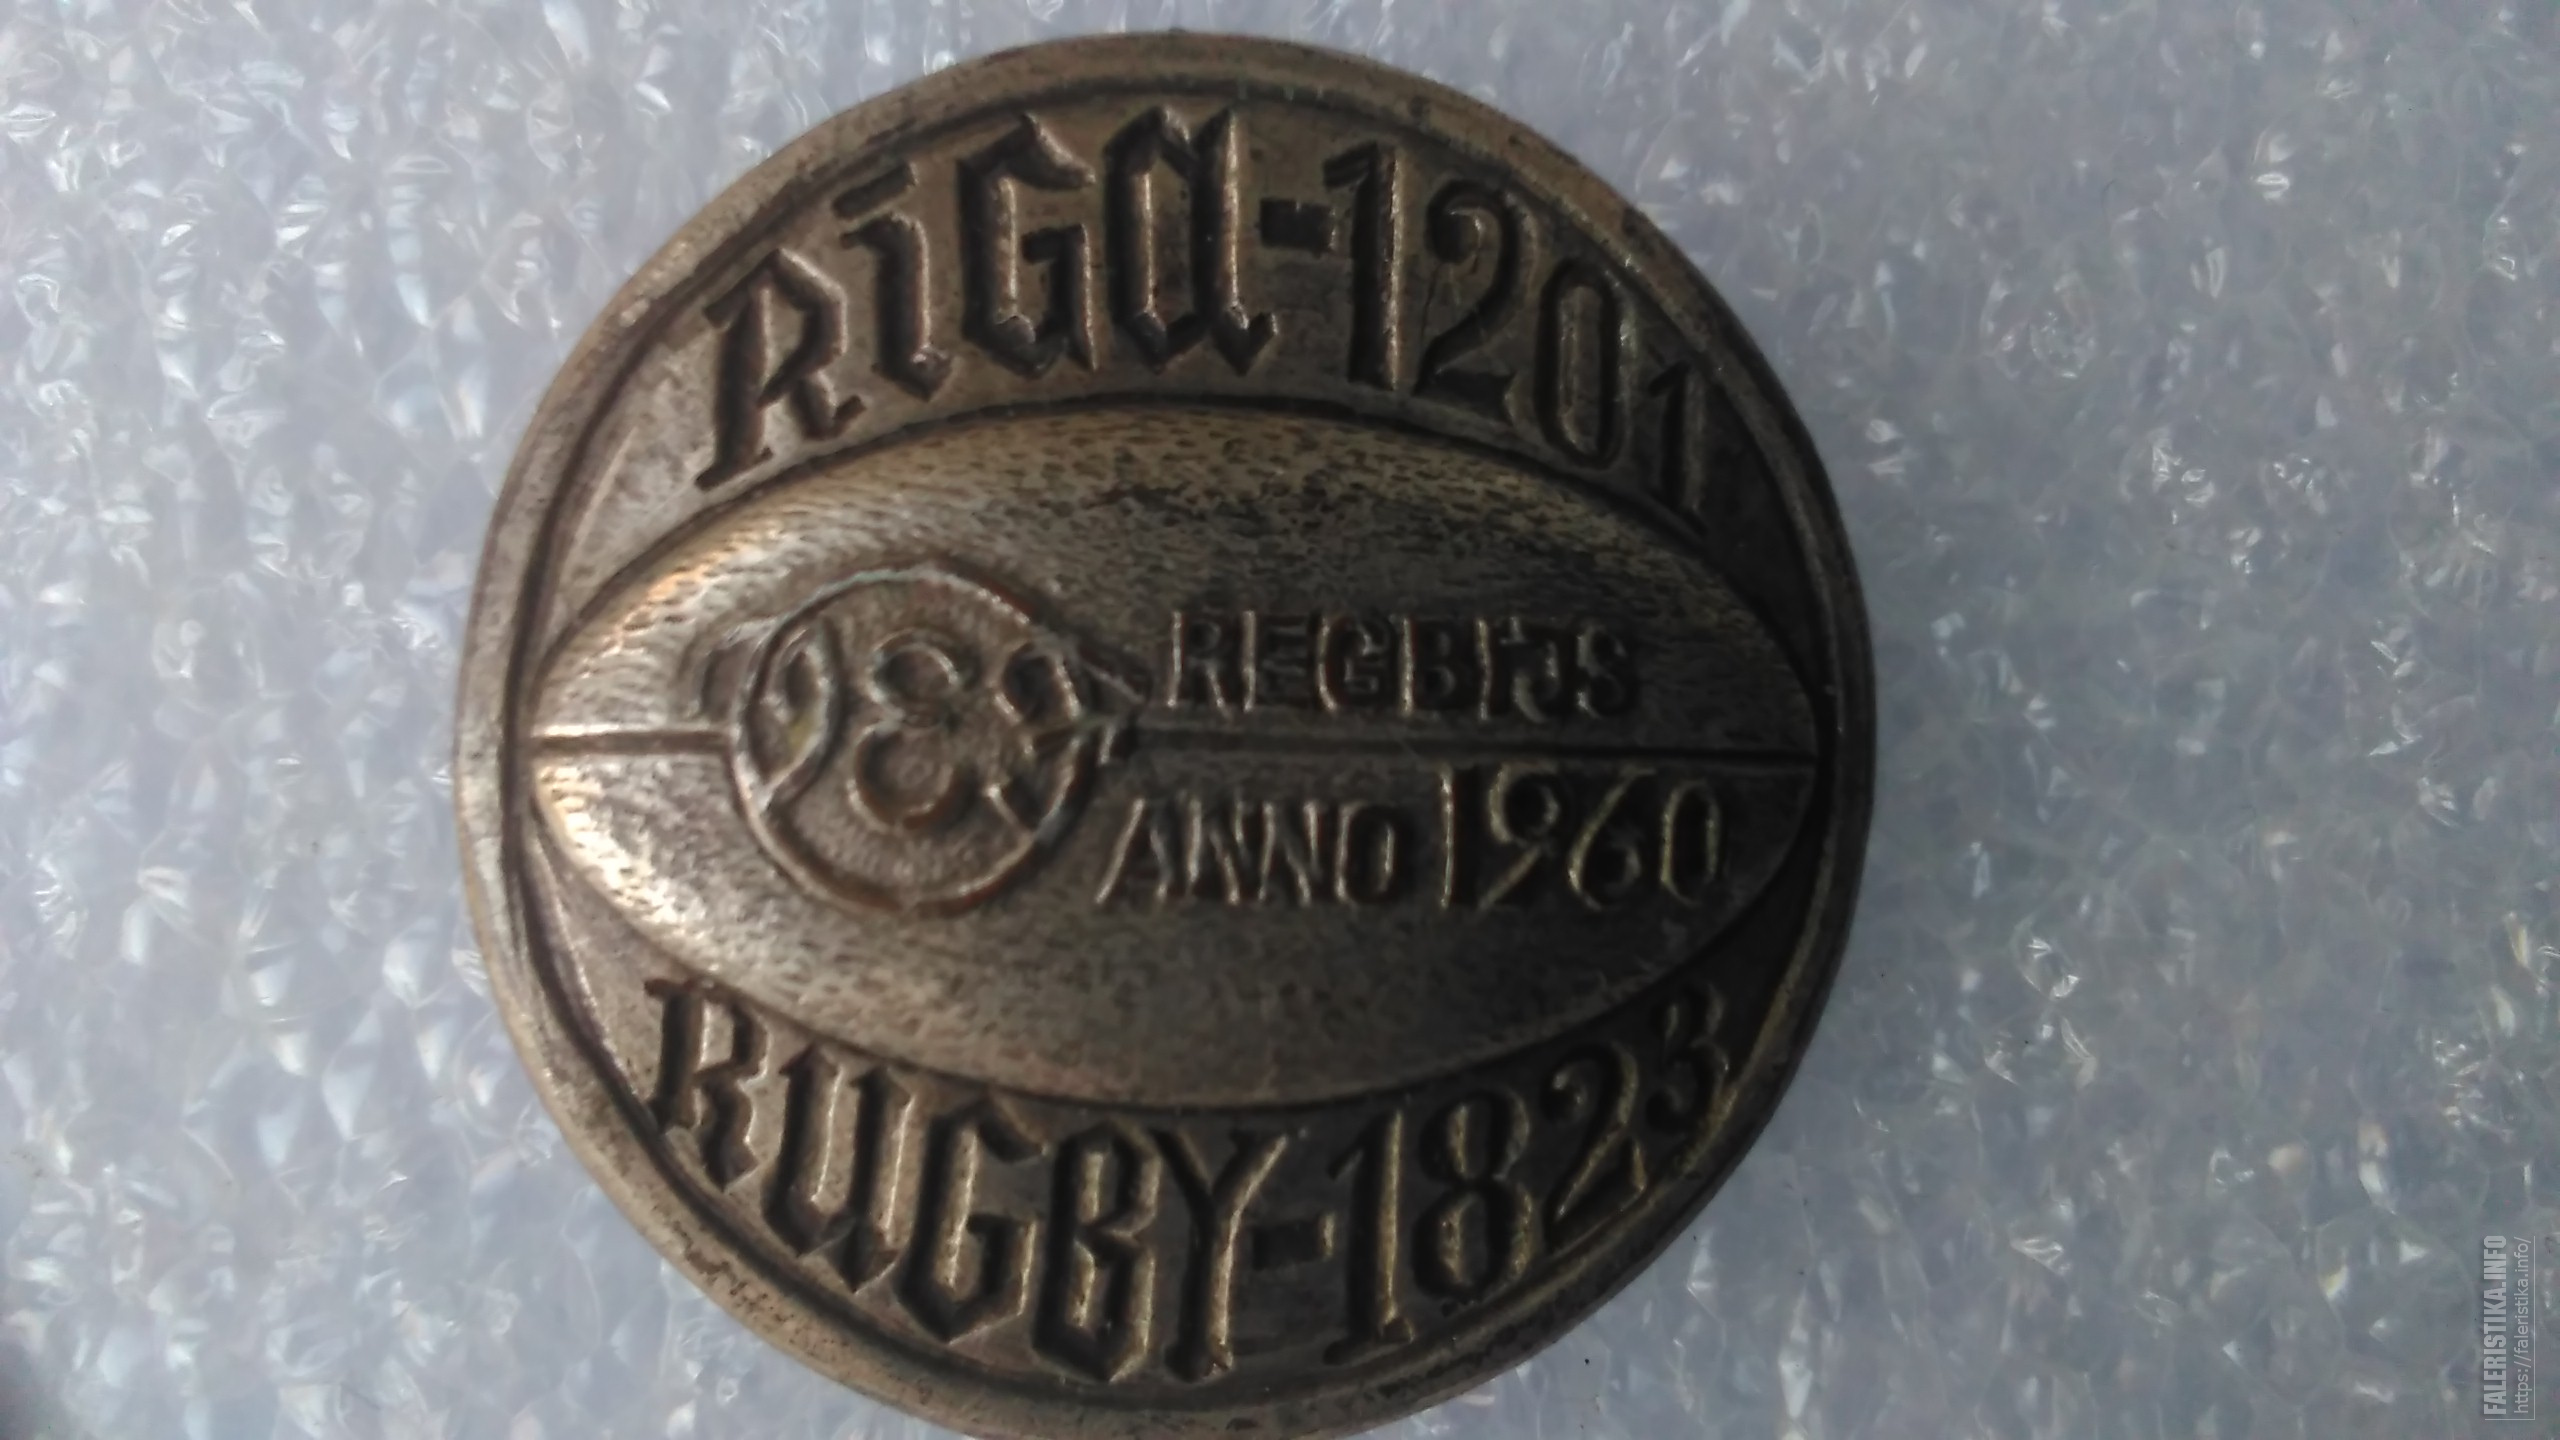 RĪGA-1201
REGBIJS
ANNO 1960
RUGBY-1823
FALERISTIKA.INFO
https://faleristika.info/